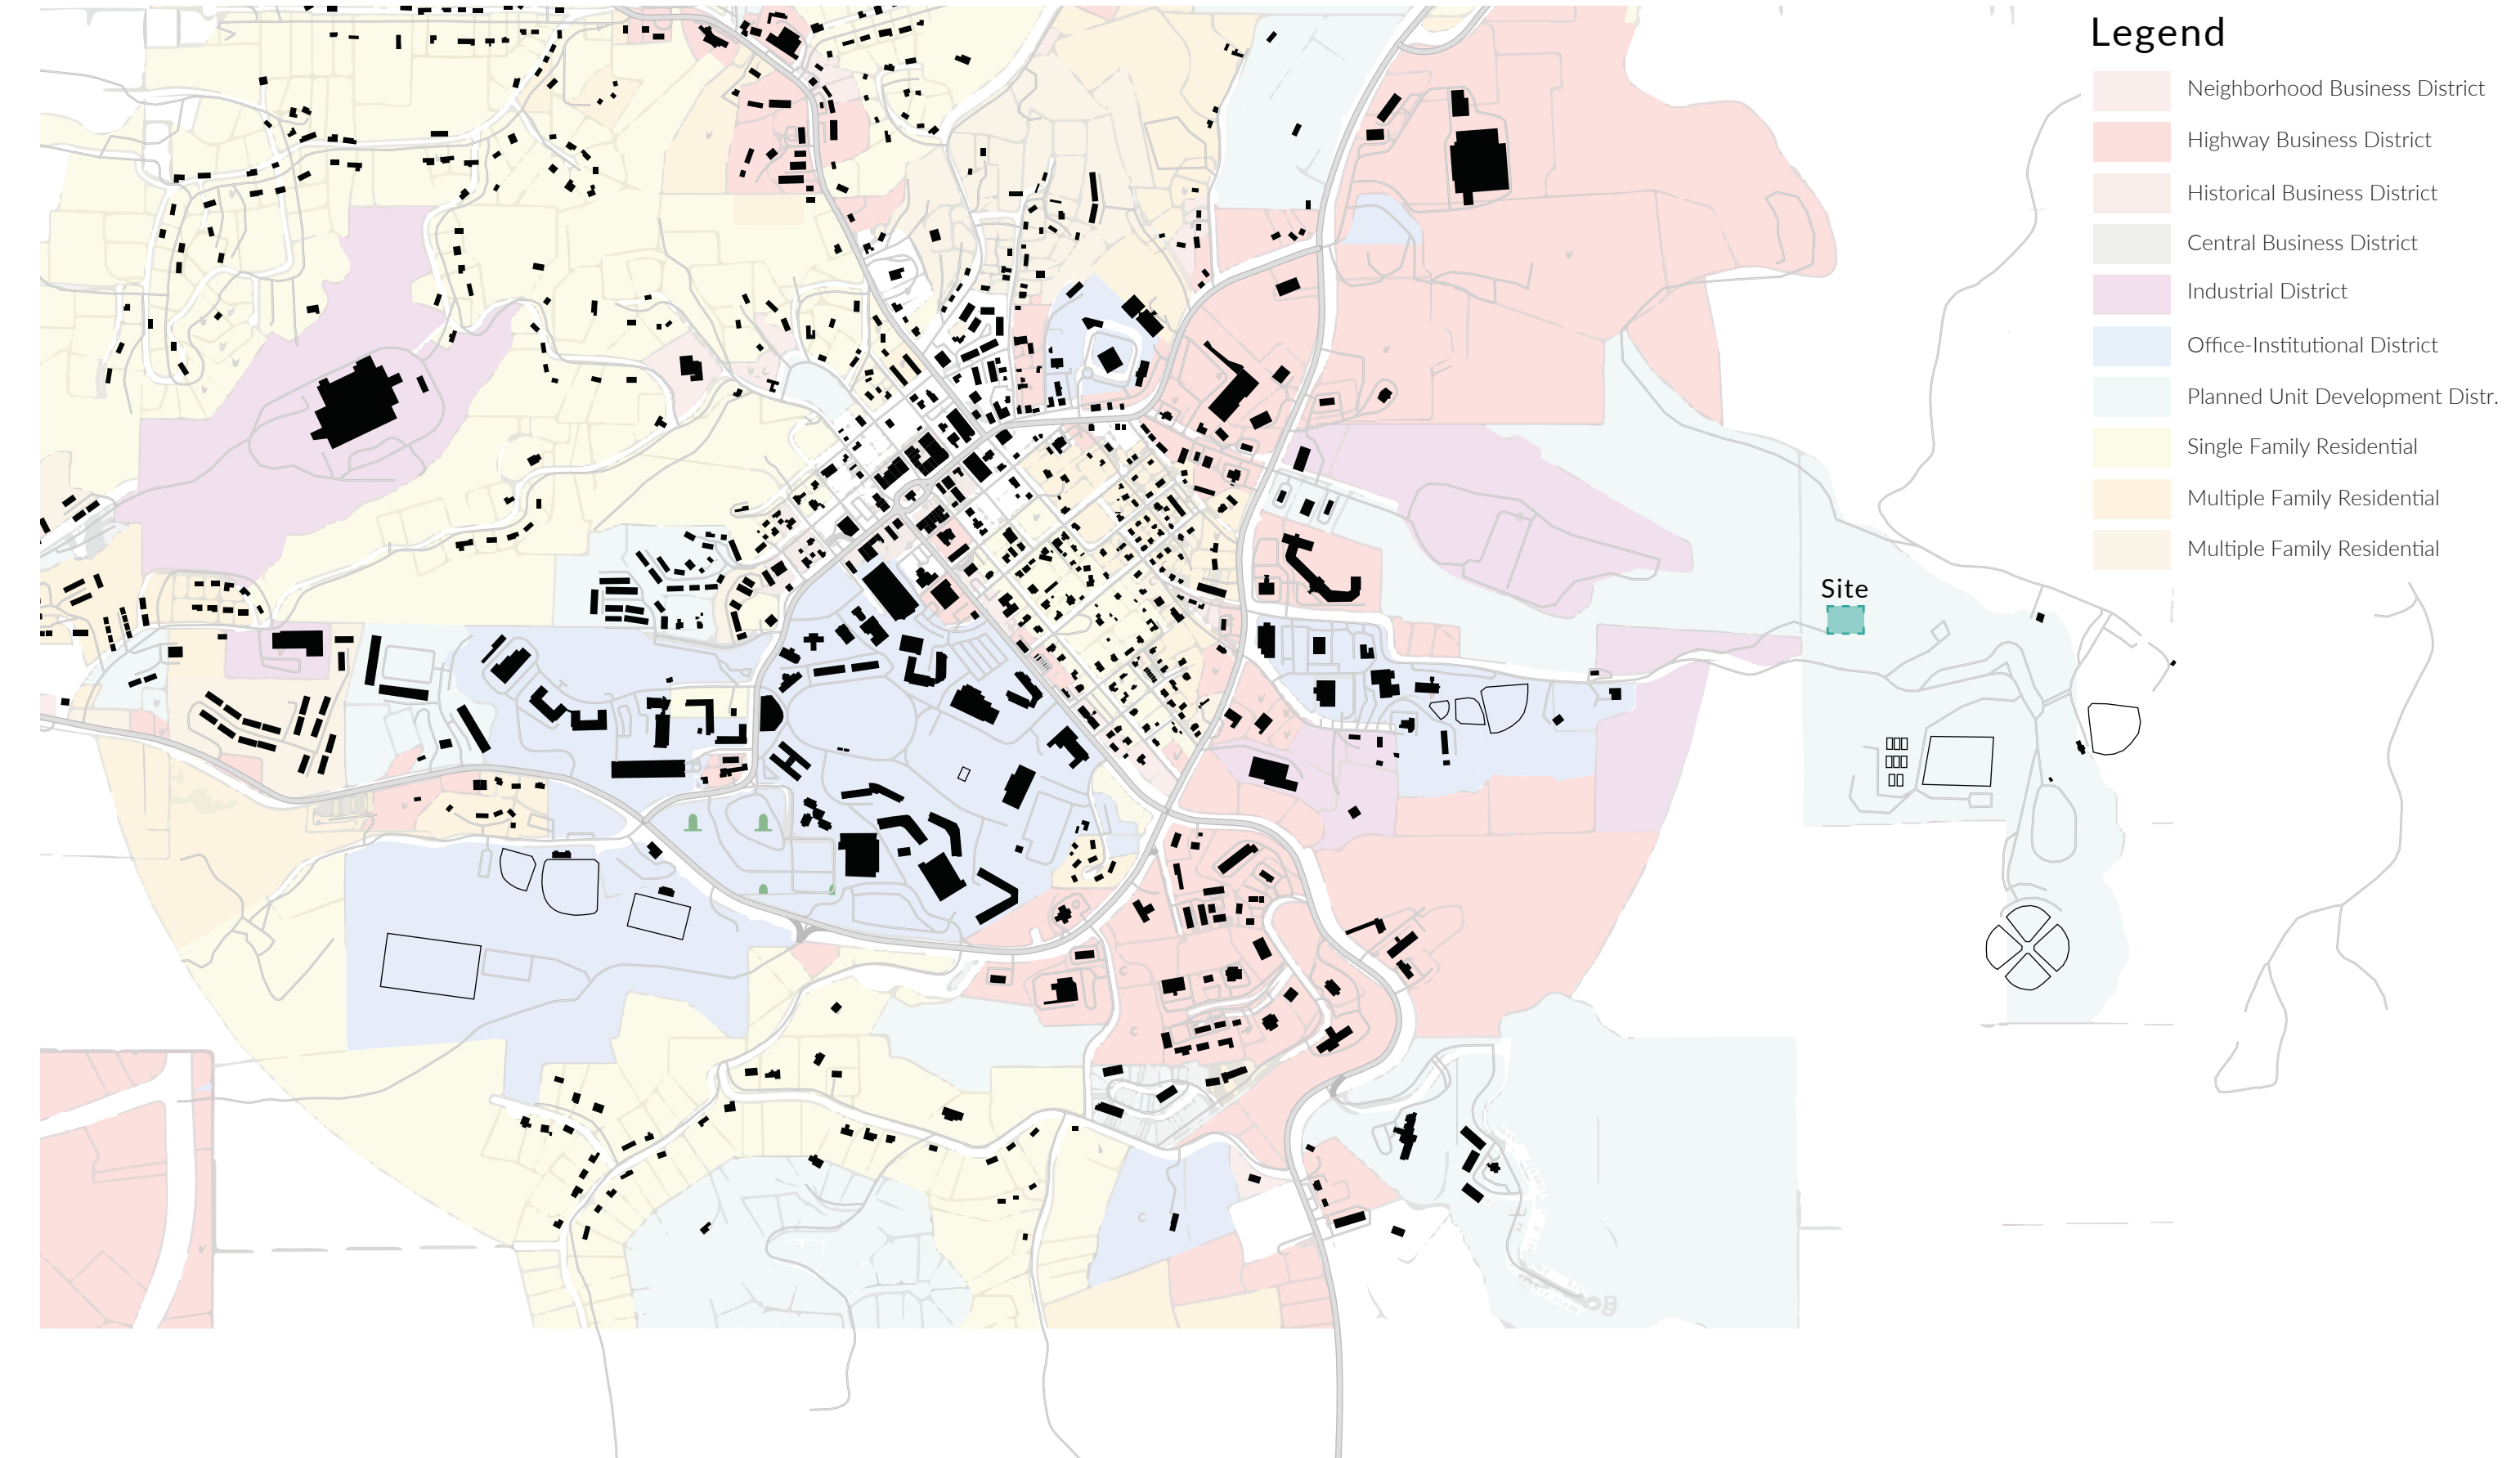 Legend
Neighborhood Business District
Highway Business District
Historical Business District
Central Business District
Industrial District
Office-Institutional District
Planned Unit Development Distr.
Single Family Residential
Multiple Family Residential
Multiple Family Residential
Site